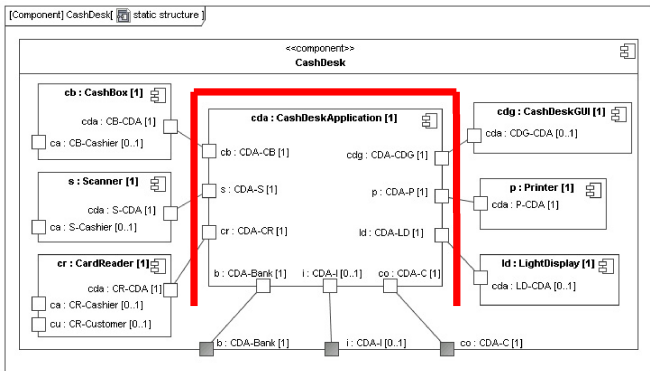 [Component] CashDesk[ static structure ]
<<component>>
CashDesk
cb : CashBox [1]
cda : CB-CDA [1]
ca : CB-Cashier [0..1]
s : Scanner [1]
cda : S-CDA [1]
ca : S-Cashier [0..1]
cr : CardReader [1]
cda : CR-CDA [1]
ca : CR-Cashier [0..1]
cu : CR-Customer [0..1]
cda : CashDeskApplication [1]
cb : CDA-CB [1]
s : CDA-S [1]
cr : CDA-CR [1]
cdg : CDA-CDG [1]
p : CDA-P [1]
ld : CDA-LD [1]
b : CDA-Bank [1]
i : CDA-I [0..1]
co : CDA-C [1]
cdg : CashDeskGUI [1]
cda : CDG-CDA [0..1]
p : Printer [1]
cda : P-CDA [1]
ld : LightDisplay [1]
cda : LD-CDA [0..1]
b : CDA-Bank [1]
i : CDA-I [0..1]
co : CDA-C [1]